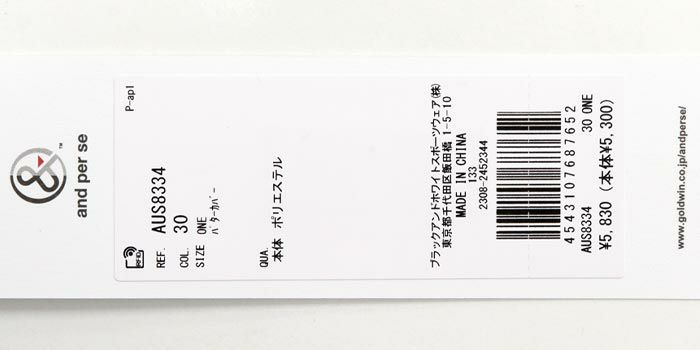 &
™
and per se
P-apl
RFID
REF. AUS8334
COL. 30
SIZE ONE
ﾊﾟﾀｰｶﾊﾞｰ
QUA.
本体 ポリエステル
ブラックアンドホワイトスポーツウェア(株)
東京都千代田区飯田橋 1-5-10
MADE IN CHINA
133
2308-2452344
4543107687652
AUS8334 30 ONE
¥5,830 (本体¥5,300)
www.goldwin.co.jp/andperse/